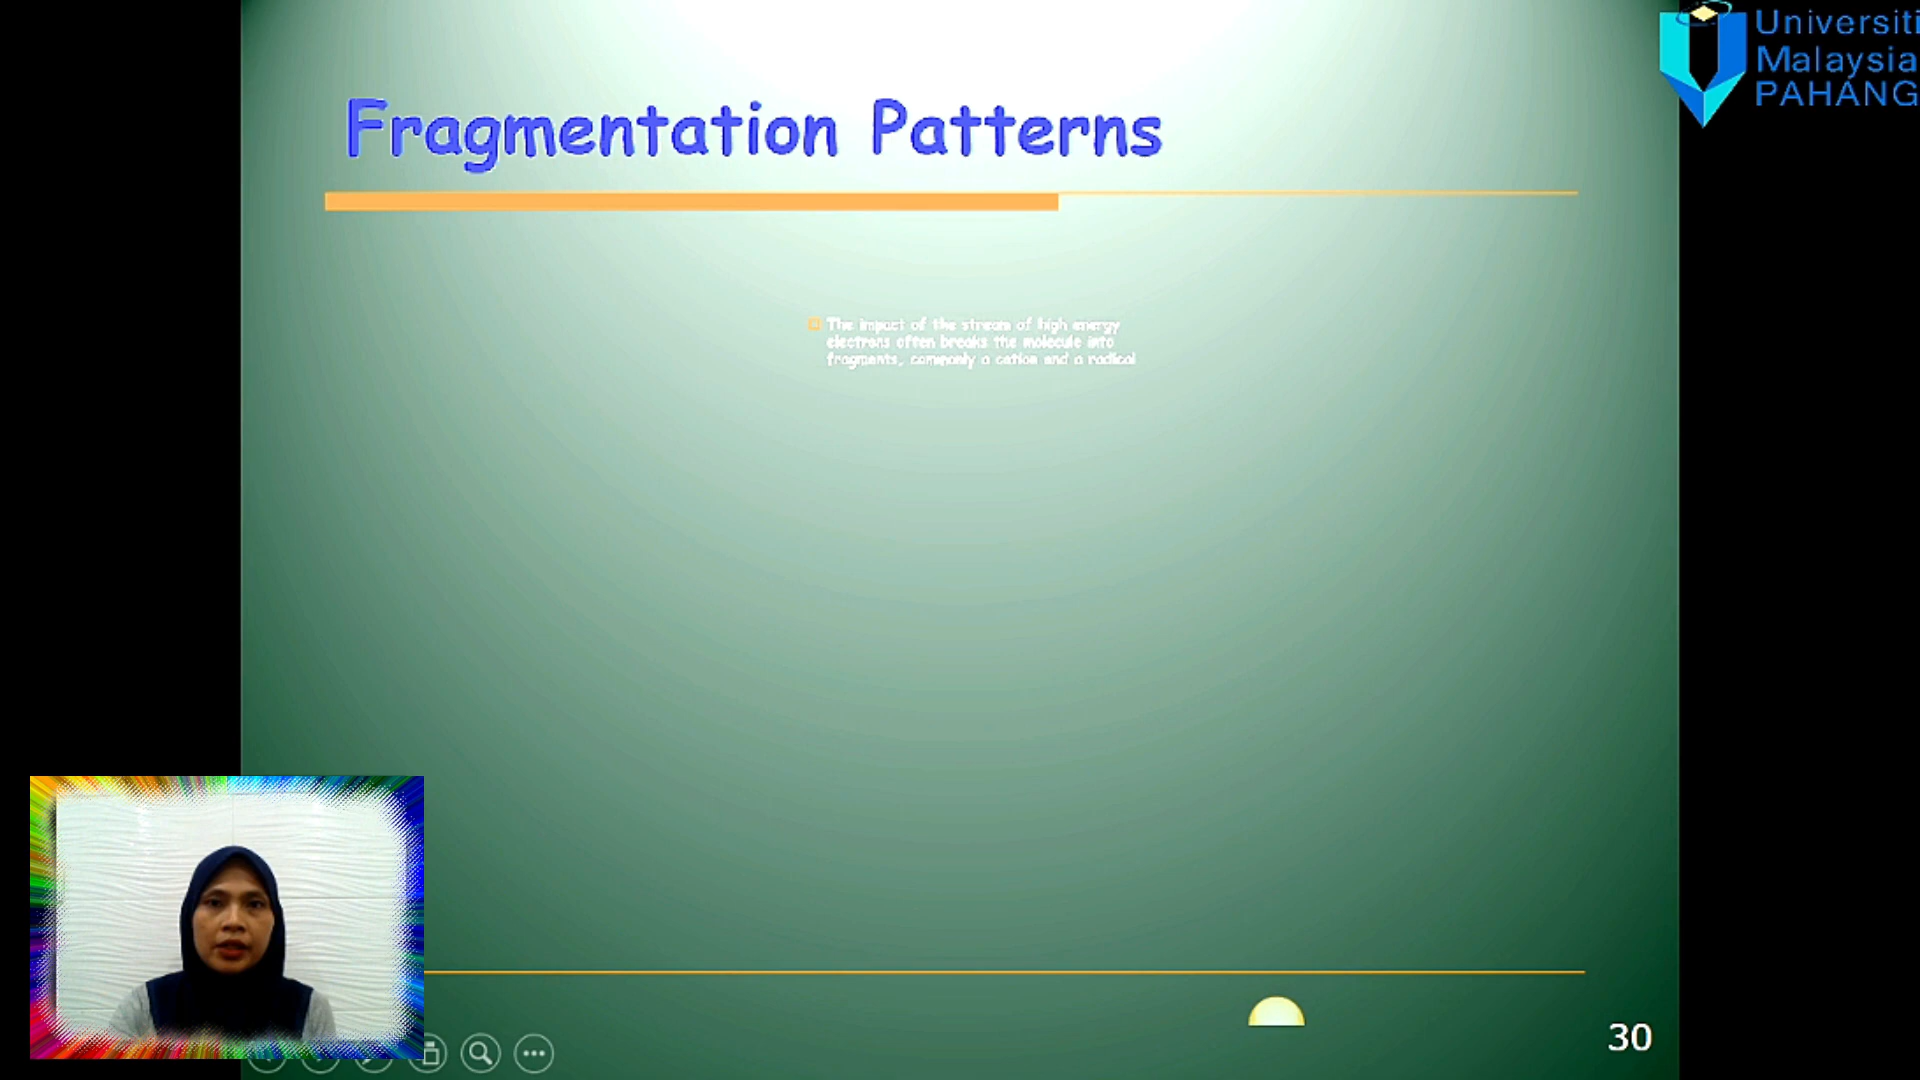 Universiti
Malaysia
PAHANG
Fragmentation Patterns
The impact of the stream of high energy
electrons often breaks the molecule into
fragments, commonly a cation and a radical
30